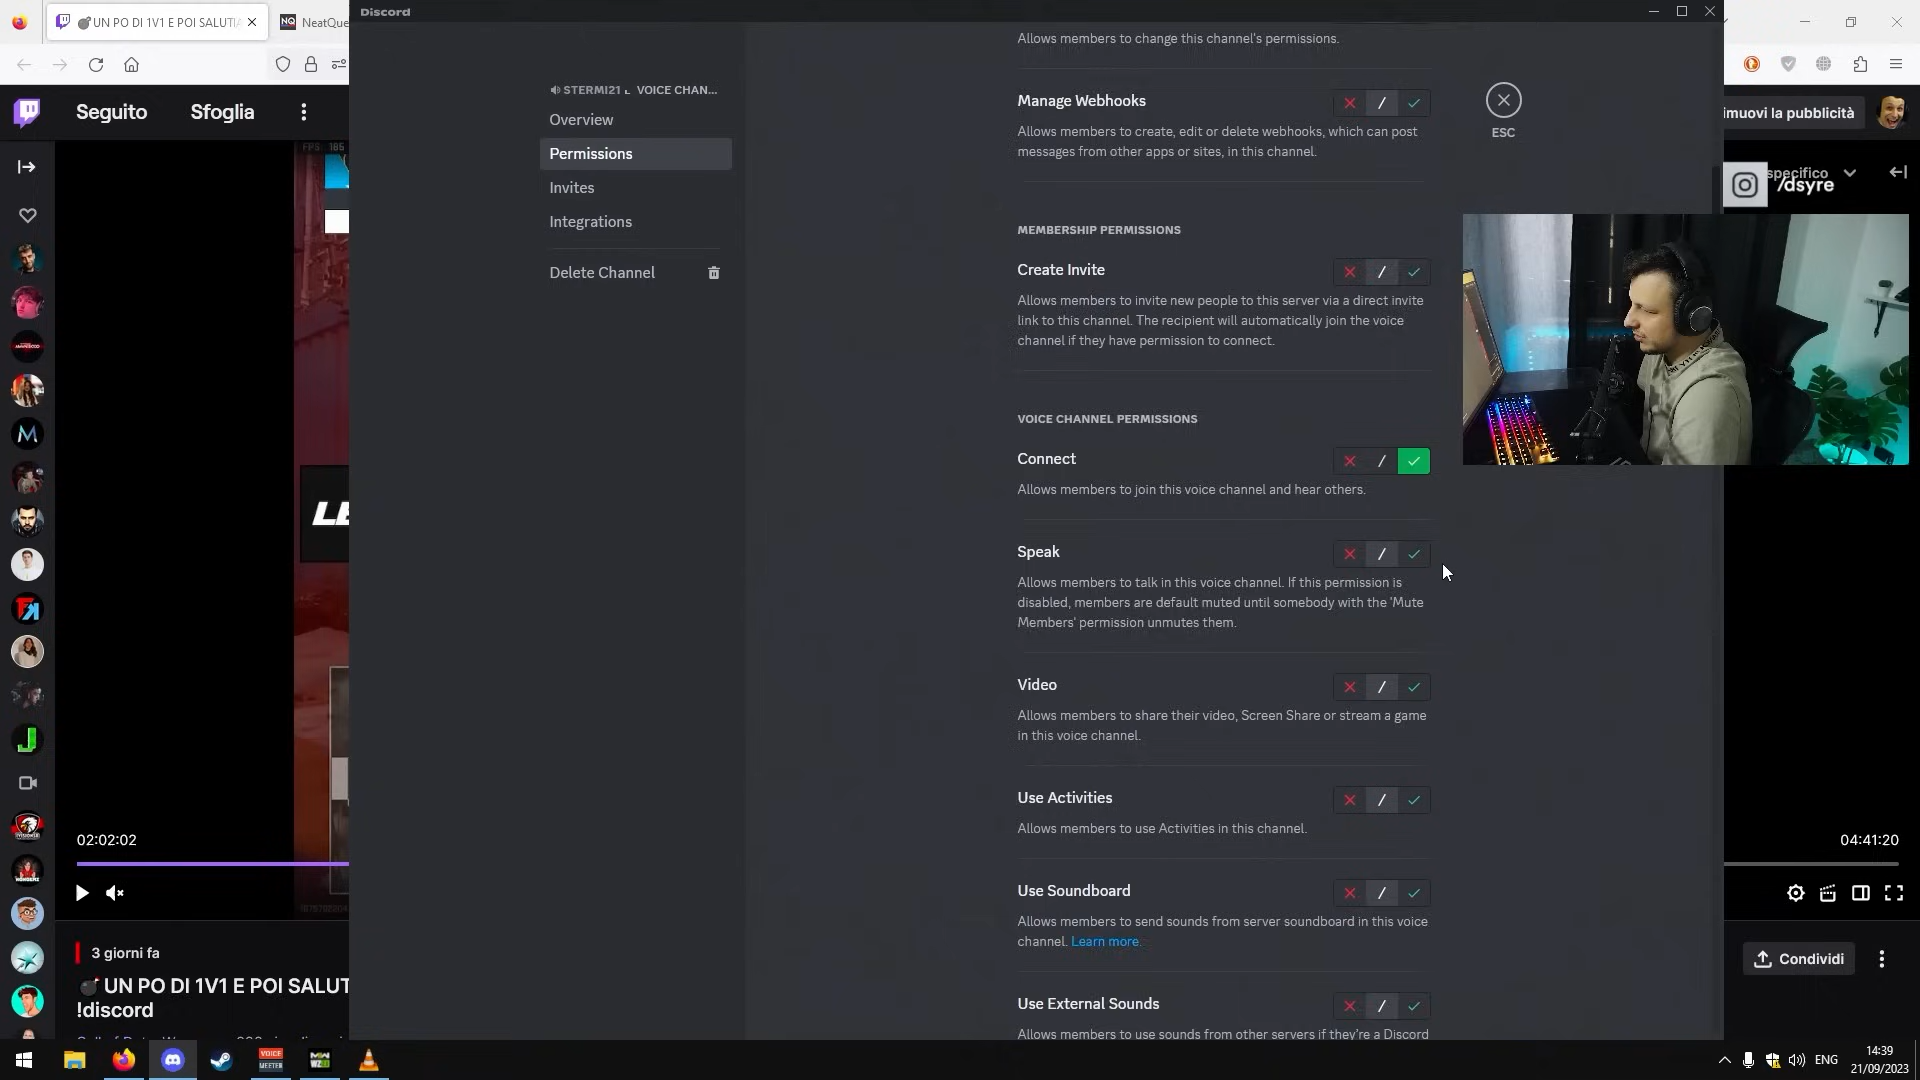 UN PO DI 1V1 E POI SALUTI
NQ NeatQue
Discord
Seguito
Sfoglia
FPS: 185
STERMI21 VOICE CHAN...
Overview
Permissions
Invites
Integrations
Delete Channel
Allows members to change this channel's permissions.
Manage Webhooks
Allows members to create, edit or delete webhooks, which can post
messages from other apps or sites, in this channel.
ESC
MEMBERSHIP PERMISSIONS
Create Invite
Allows members to invite new people to this server via a direct invite
link to this channel. The recipient will automatically join the voice
channel if they have permission to connect.
VOICE CHANNEL PERMISSIONS
Connect
Allows members to join this voice channel and hear others.
Speak
Allows members to talk in this voice channel. If this permission is
disabled, members are default muted until somebody with the 'Mute
Members' permission unmutes them.
Video
Allows members to share their video, Screen Share or stream a game
in this voice channel.
Use Activities
Allows members to use Activities in this channel.
Use Soundboard
Allows members to send sounds from server soundboard in this voice
channel. Learn more.
Use External Sounds
Allows members to use sounds from other servers if they're a Discord
imuovi la pubblicità
specifico
/dsyre
LE
02:02:02
04:41:20
3 giorni fa
UN PO DI 1V1 E POI SALUT
!discord
Condividi
VOICE
MEETER
ENG
14:39
21/09/2023